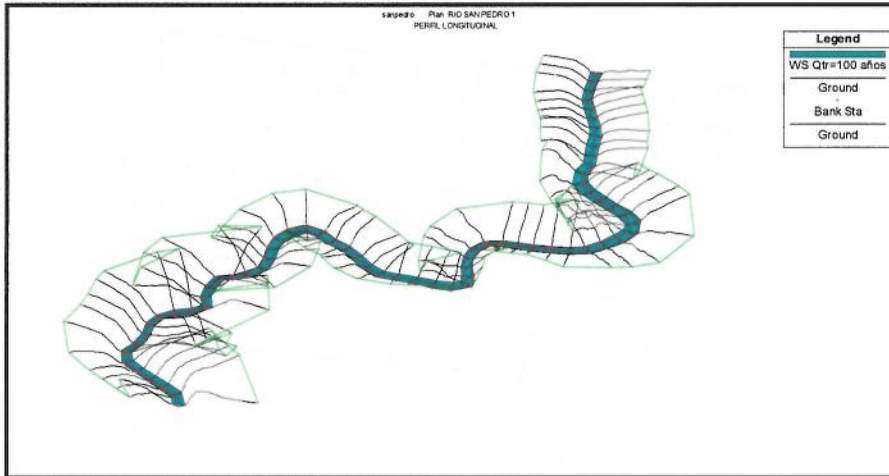 sanpedro Plan: RIO SAN PEDRO 1
PERFIL LONGITUDINAL
Legend
WS Qtr=100 años
Ground
Bank Sta
Ground